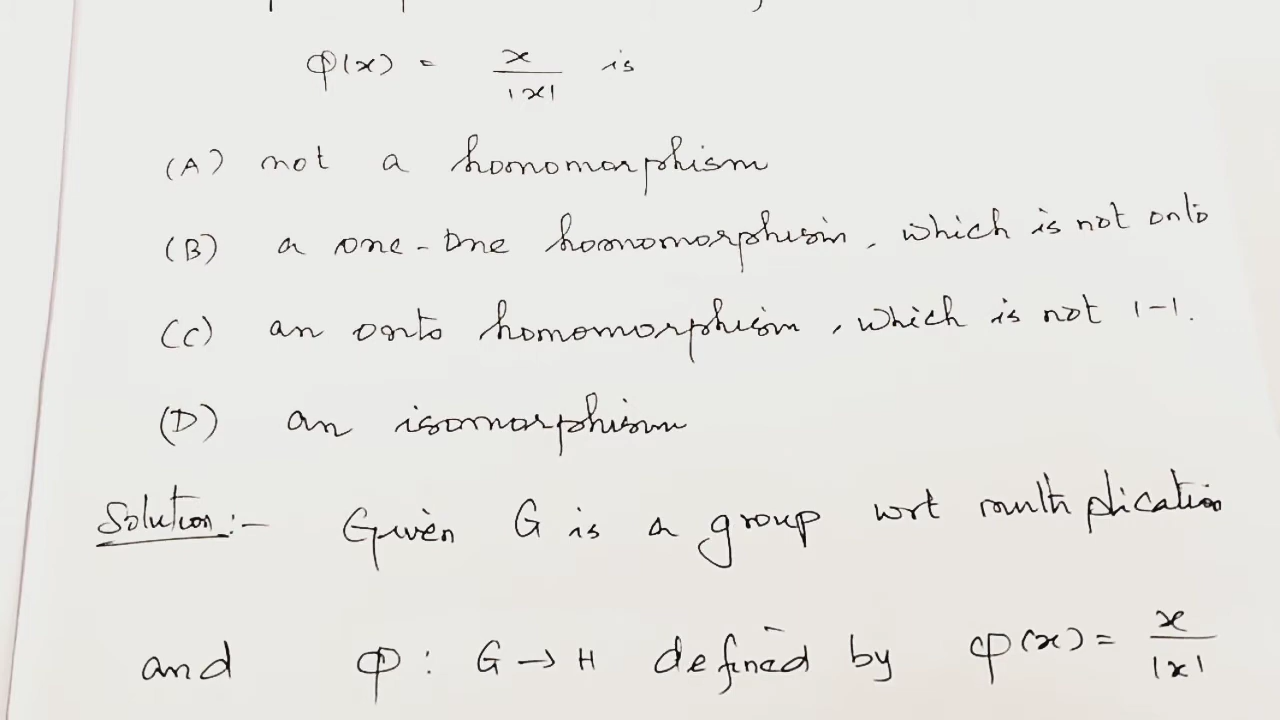 φ(x) = x/|x| is
(A) not a homomorphism
(B) a one-one homomorphism, which is not onto
(C) an onto homomorphism, which is not 1-1.
(D) an isomorphism
Solution:- Given G is a group wrt multiplication
and φ: G → H defined by φ(x) = x/|x|